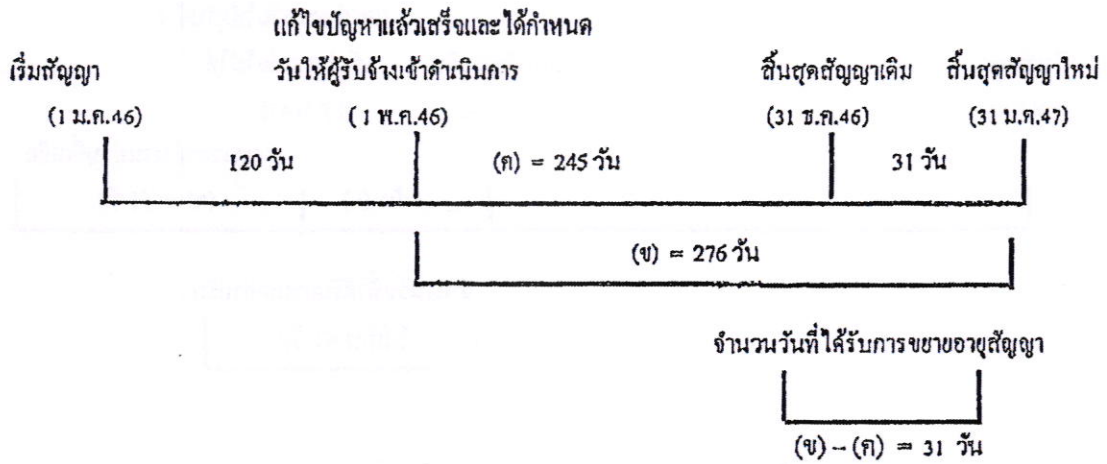 แก้ไขปัญหาแล้วเสร็จและได้กำหนด
เริ่มสัญญา วันให้ผู้รับจ้างเข้าดำเนินการ สิ้นสุดสัญญาเดิม สิ้นสุดสัญญาใหม่
(1 ม.ค.46) (1 พ.ค.46) (31 ธ.ค.46) (31 ม.ค.47)
120 วัน (ค) = 245 วัน 31 วัน
(ข) = 276 วัน
จำนวนวันที่ได้รับการขยายอายุสัญญา
(ข) – (ค) = 31 วัน